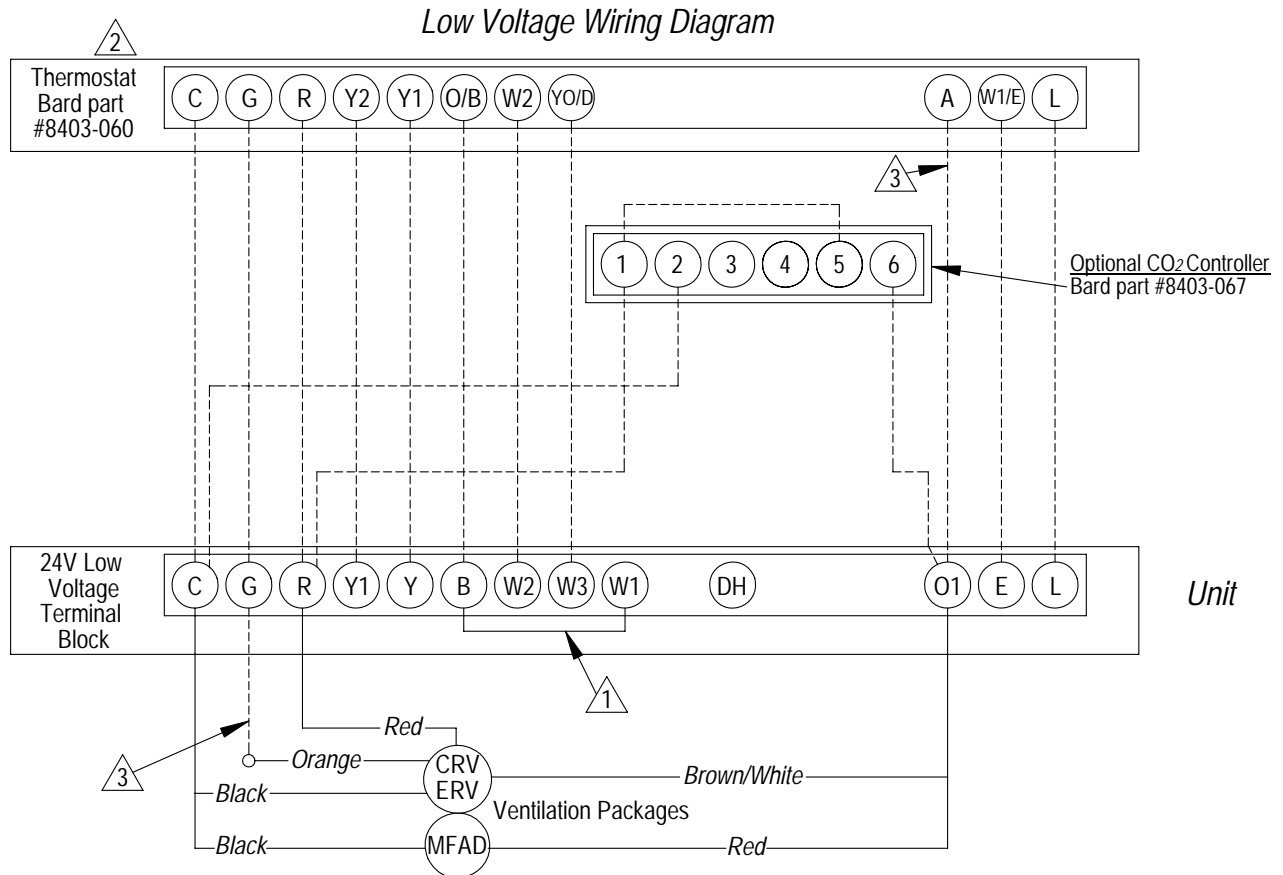 Low Voltage Wiring Diagram
2
Thermostat
Bard part
#8403-060
C G R Y2 Y1 O/B W2 YO/D A W1/E L
3
1 2 3 4 5 6
Optional CO2 Controller
Bard part #8403-067
24V Low
Voltage
Terminal
Block
C G R Y1 Y B W2 W3 W1 DH O1 E L
Unit
1
Red
3
Orange
CRV
ERV
Brown/White
Black
Ventilation Packages
Black
MFAD
Red